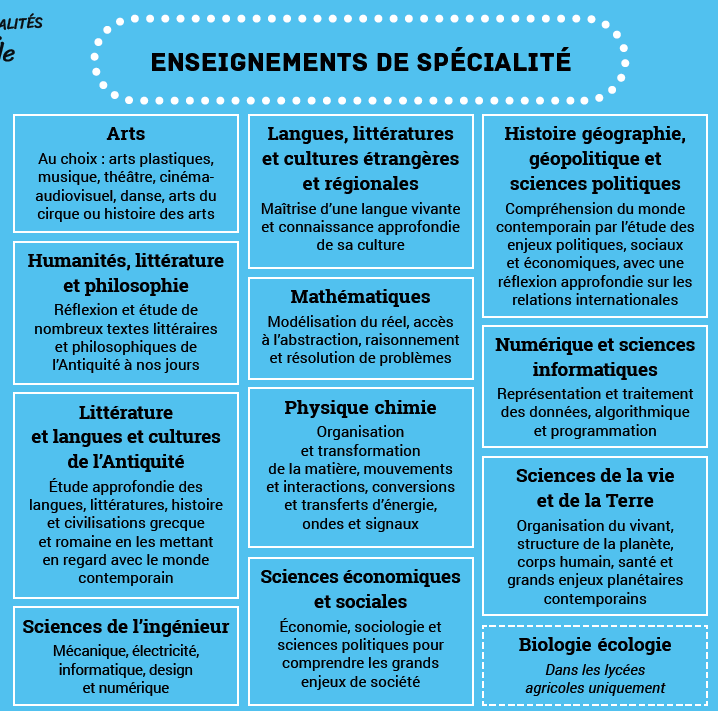 ALITÉS
ENSEIGNEMENTS DE SPÉCIALITÉ
Arts
Au choix : arts plastiques,
musique, théâtre, cinéma-
audiovisuel, danse, arts du
cirque ou histoire des arts
Humanités, littérature
et philosophie
Réflexion et étude de
nombreux textes littéraires
et philosophiques de
l’Antiquité à nos jours
Littérature
et langues et cultures
de l’Antiquité
Étude approfondie des
langues, littératures, histoire
et civilisations grecque
et romaine en les mettant
en regard avec le monde
contemporain
Sciences de l’ingénieur
Mécanique, électricité,
informatique, design
et numérique
Langues, littératures
et cultures étrangères
et régionales
Maîtrise d’une langue vivante
et connaissance approfondie
de sa culture
Mathématiques
Modélisation du réel, accès
à l’abstraction, raisonnement
et résolution de problèmes
Physique chimie
Organisation
et transformation
de la matière, mouvements
et interactions, conversions
et transferts d’énergie,
ondes et signaux
Sciences économiques
et sociales
Économie, sociologie et
sciences politiques pour
comprendre les grands
enjeux de société
Histoire géographie,
géopolitique et
sciences politiques
Compréhension du monde
contemporain par l’étude des
enjeux politiques, sociaux
et économiques, avec une
réflexion approfondie sur les
relations internationales
Numérique et sciences
informatiques
Représentation et traitement
des données, algorithmique
et programmation
Sciences de la vie
et de la Terre
Organisation du vivant,
structure de la planète,
corps humain, santé et
grands enjeux planétaires
contemporains
Biologie écologie
Dans les lycées
agricoles uniquement